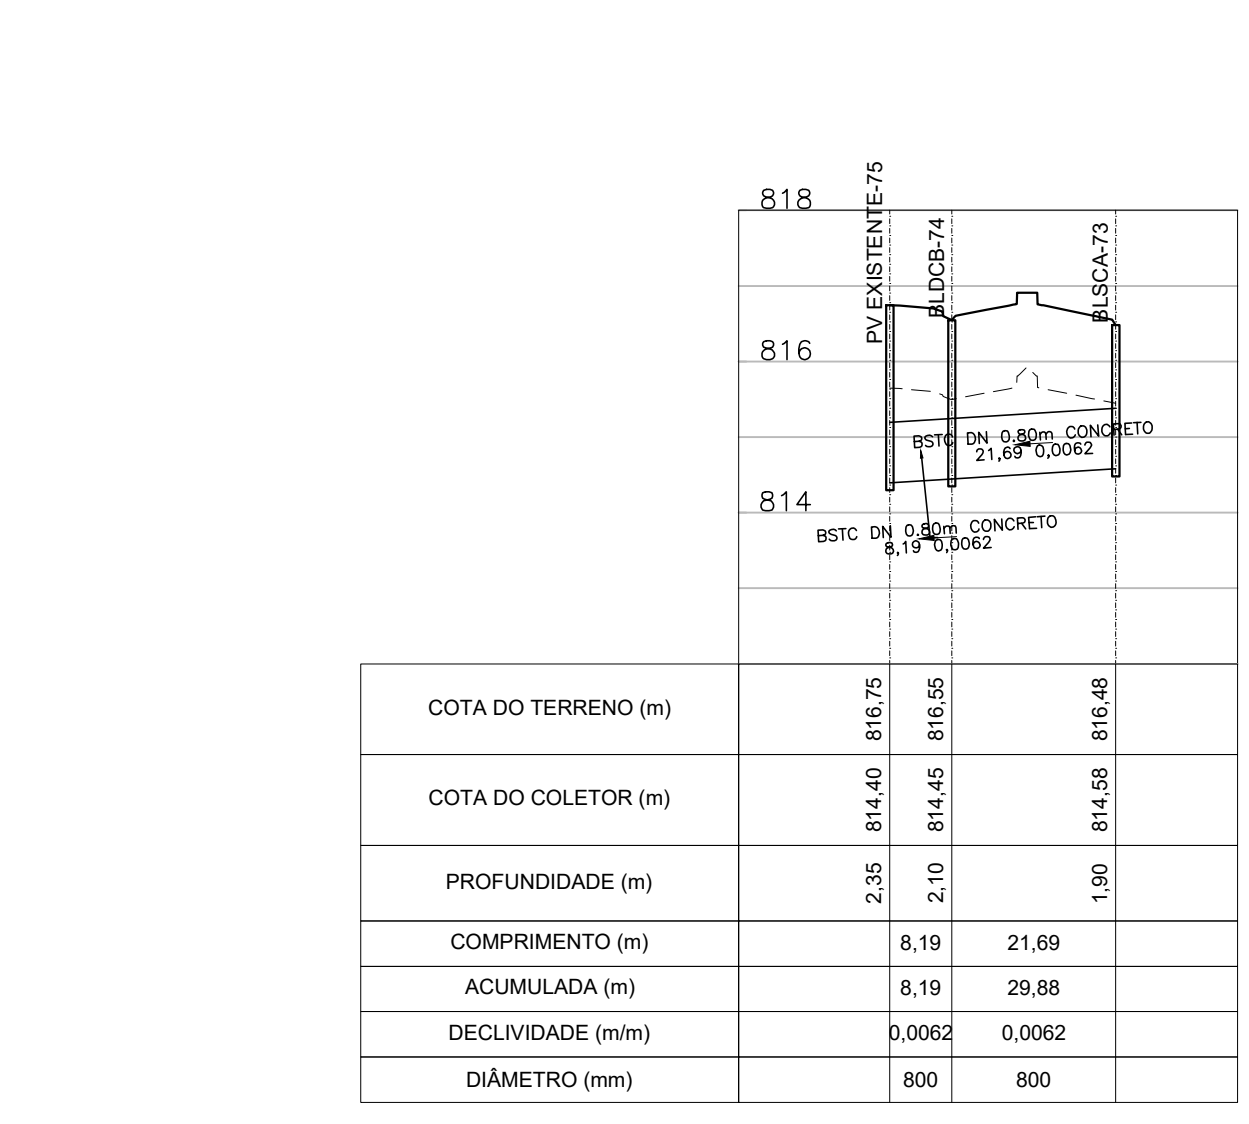 818
816
814
PV EXISTENTE-75
BLDCB-74
BLSCA-73
BSTC DN 0.80m CONCRETO
21,69 0,0062
BSTC DN 0.80m CONCRETO
8,19 0,0062
COTA DO TERRENO (m) 816,75 816,55 816,48
COTA DO COLETOR (m) 814,40 814,45 814,58
PROFUNDIDADE (m) 2,35 2,10 1,90
COMPRIMENTO (m) 8,19 21,69
ACUMULADA (m) 8,19 29,88
DECLIVIDADE (m/m) 0,0062 0,0062
DIÂMETRO (mm) 800 800